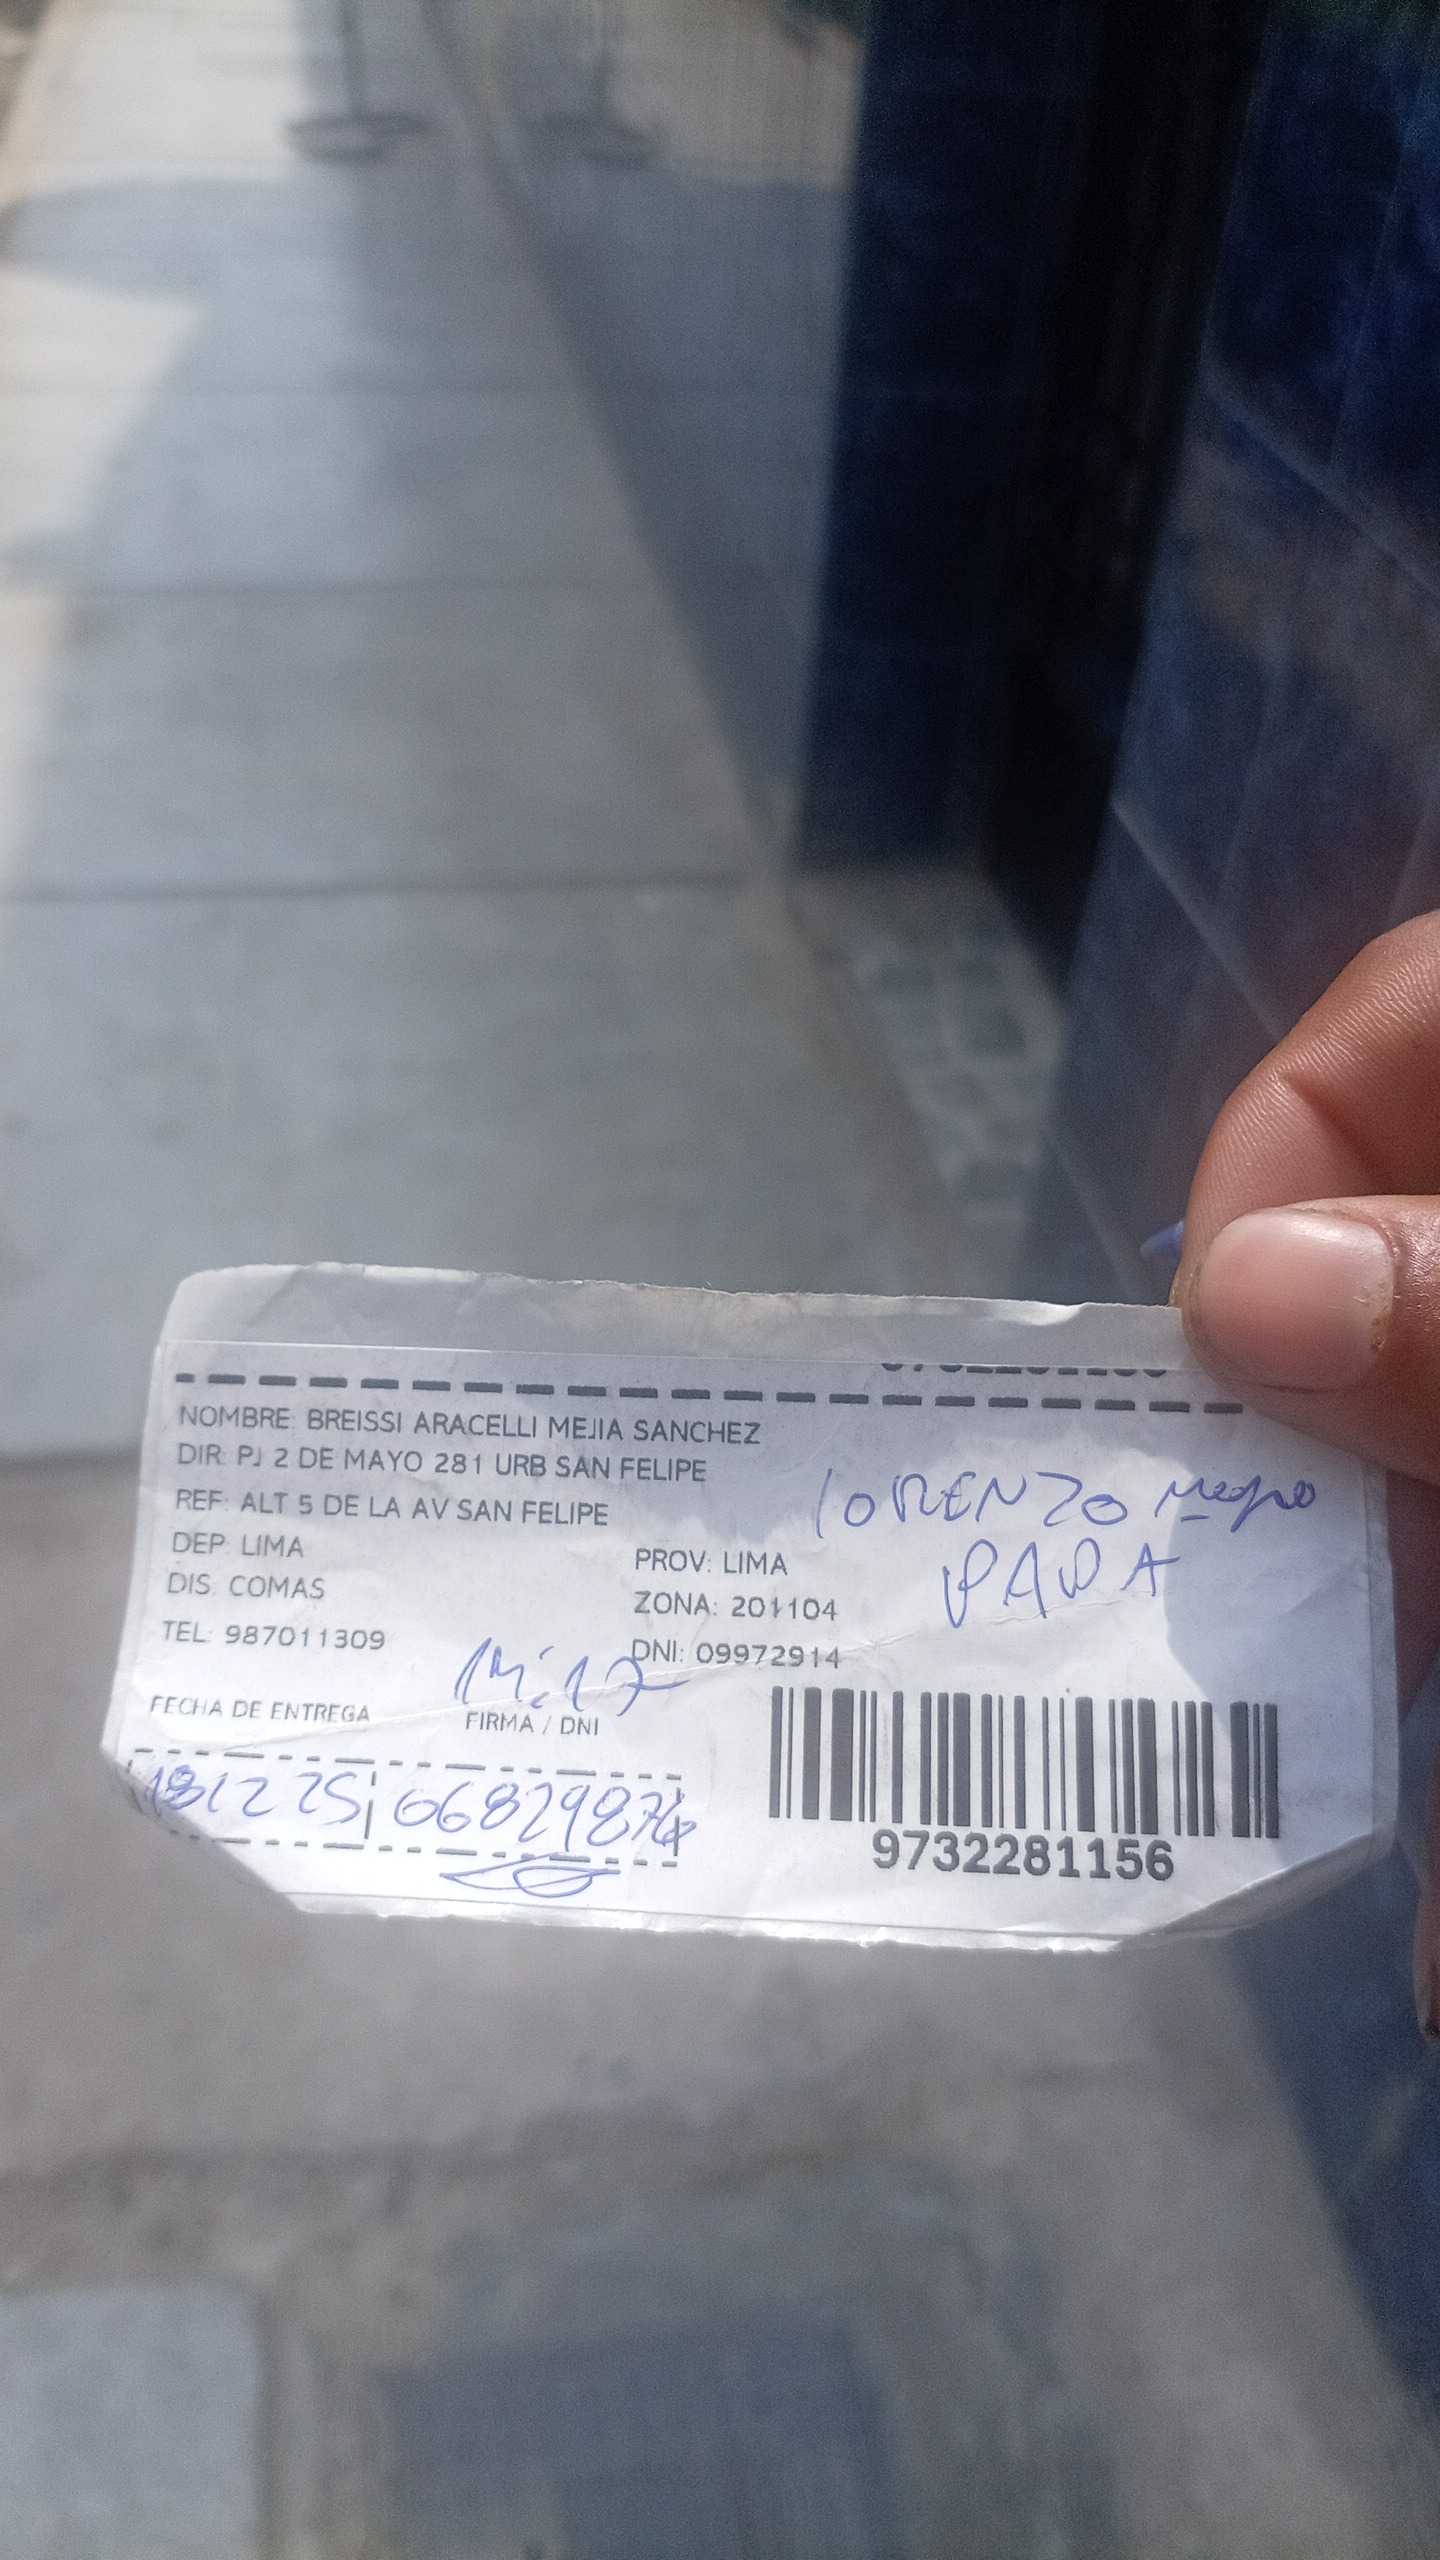 NOMBRE: BREISSI ARACELLI MEJIA SANCHEZ
DIR: PJ 2 DE MAYO 281 URB SAN FELIPE
REF: ALT 5 DE LA AV SAN FELIPE
DEP: LIMA
PROV: LIMA
DIS: COMAS
ZONA: 201104
TEL: 987011309
DNI: 09972914
LORENZO
PAPA
FECHA DE ENTREGA
FIRMA / DNI
181225
9732281156